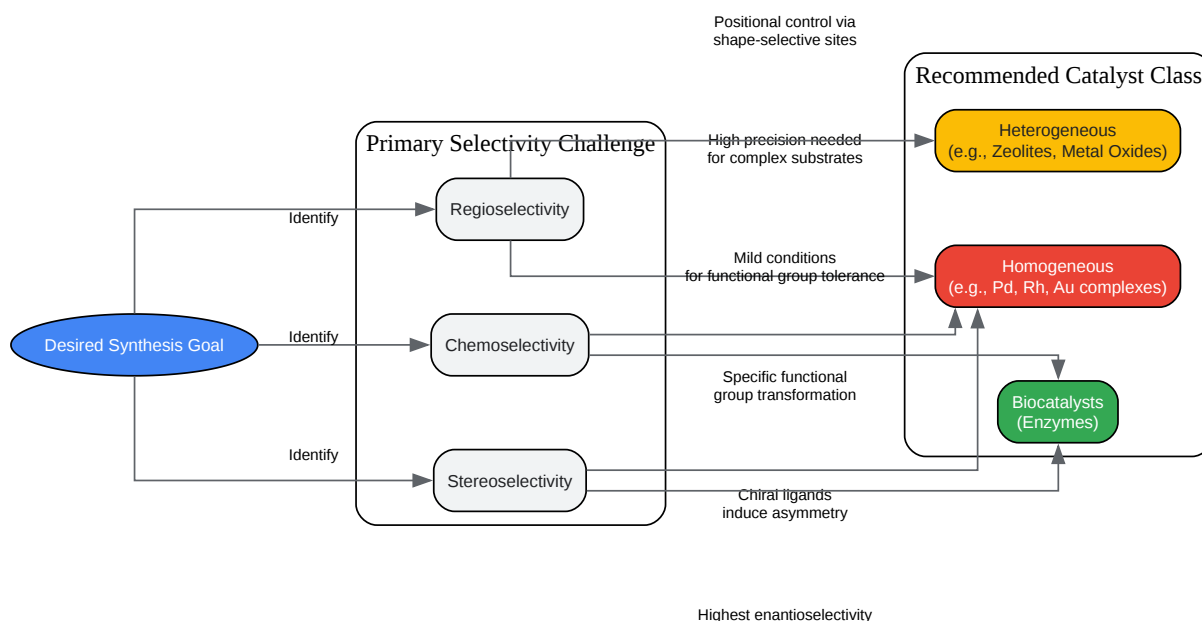 Positional control via
shape-selective sites
Recommended Catalyst Class
Primary Selectivity Challenge
High precision needed
for complex substrates
Heterogeneous
(e.g., Zeolites, Metal Oxides)
Regioselectivity
Identify
Mild conditions
for functional group tolerance
Homogeneous
(e.g., Pd, Rh, Au complexes)
Desired Synthesis Goal
Identify
Chemoselectivity
Specific functional
group transformation
Biocatalysts
(Enzymes)
Identify
Stereoselectivity
Chiral ligands
induce asymmetry
Highest enantioselectivity